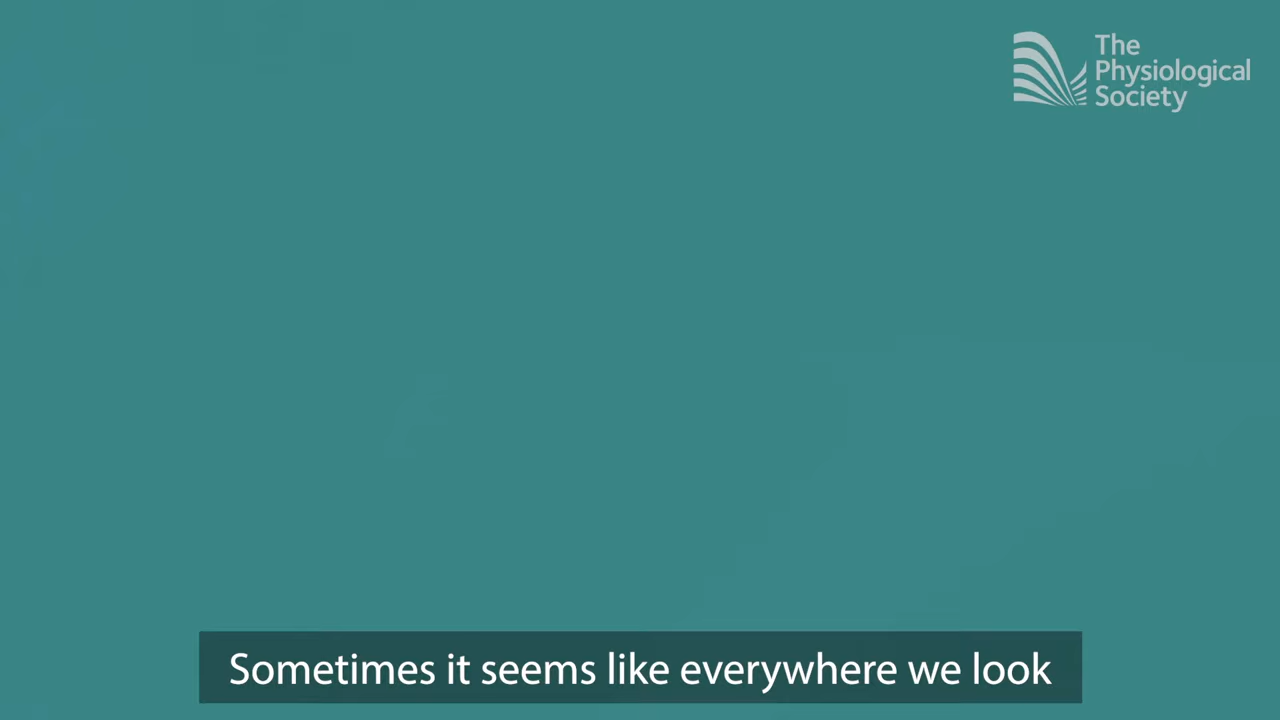 The
Physiological
Society
Sometimes it seems like everywhere we look